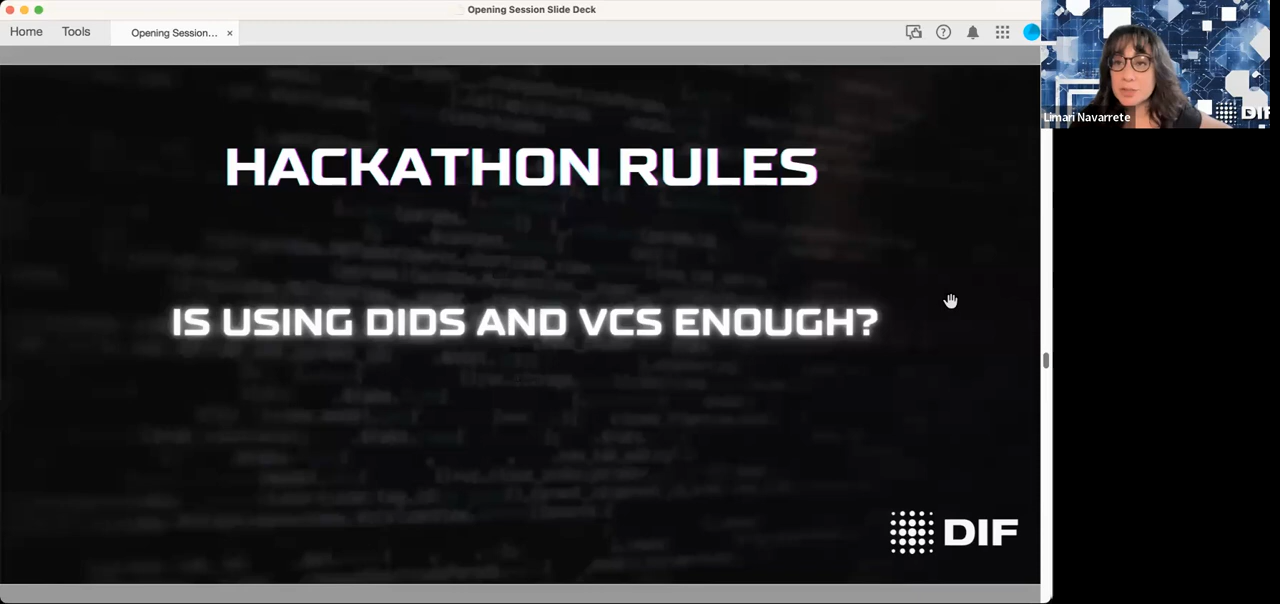 Opening Session Slide Deck
Home
Tools
Opening Session...
×
?
HACKATHON RULES
IS USING DIDS AND VCS ENOUGH?
DIF
Limari Navarrete
DIF